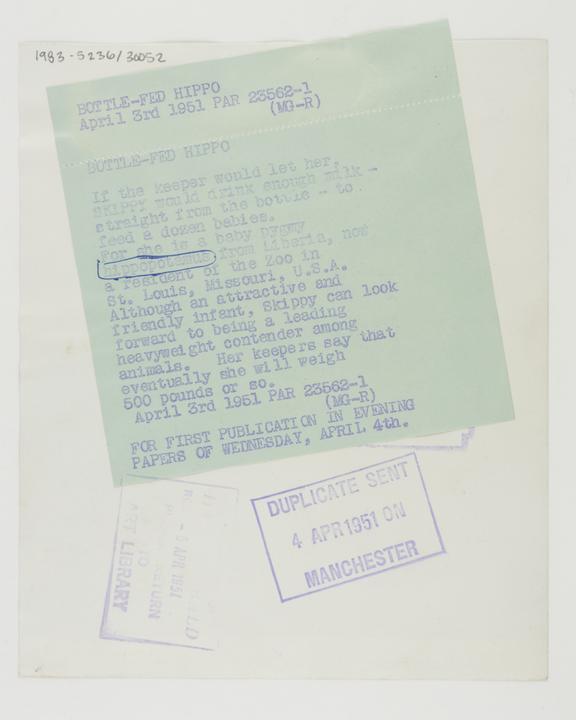 1983-5236/30052
BOTTLE-FED HIPPO
April 3rd 1951 PAR 23562-1
(MG-R)
BOTTLE-FED HIPPO
If the keeper would let her,
SKIPPY would drink enough milk -
straight from the bottle - to
feed a dozen babies.
For she is a baby pygmy
hippopotamus from Liberia, now
a resident of the Zoo in
St. Louis, Missouri, U.S.A.
Although an attractive and
friendly infant, Skippy can look
forward to being a leading
heavyweight contender among
animals. Her keepers say that
eventually she will weigh
500 pounds or so.
April 3rd 1951 PAR 23562-1
(MG-R)
FOR FIRST PUBLICATION IN EVENING
PAPERS OF WEDNESDAY, APRIL 4th.
DUPLICATE SENT
4 APR 1951 ON
MANCHESTER
APR 1951
RETURN
TO
ART LIBRARY